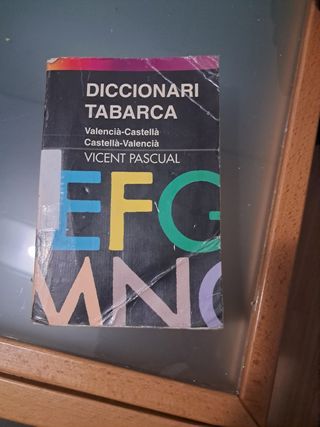 DICCIONARI
TABARCA
Valencià-Castellà
Castellà-Valencià
VICENT PASCUAL
EFG
MNO